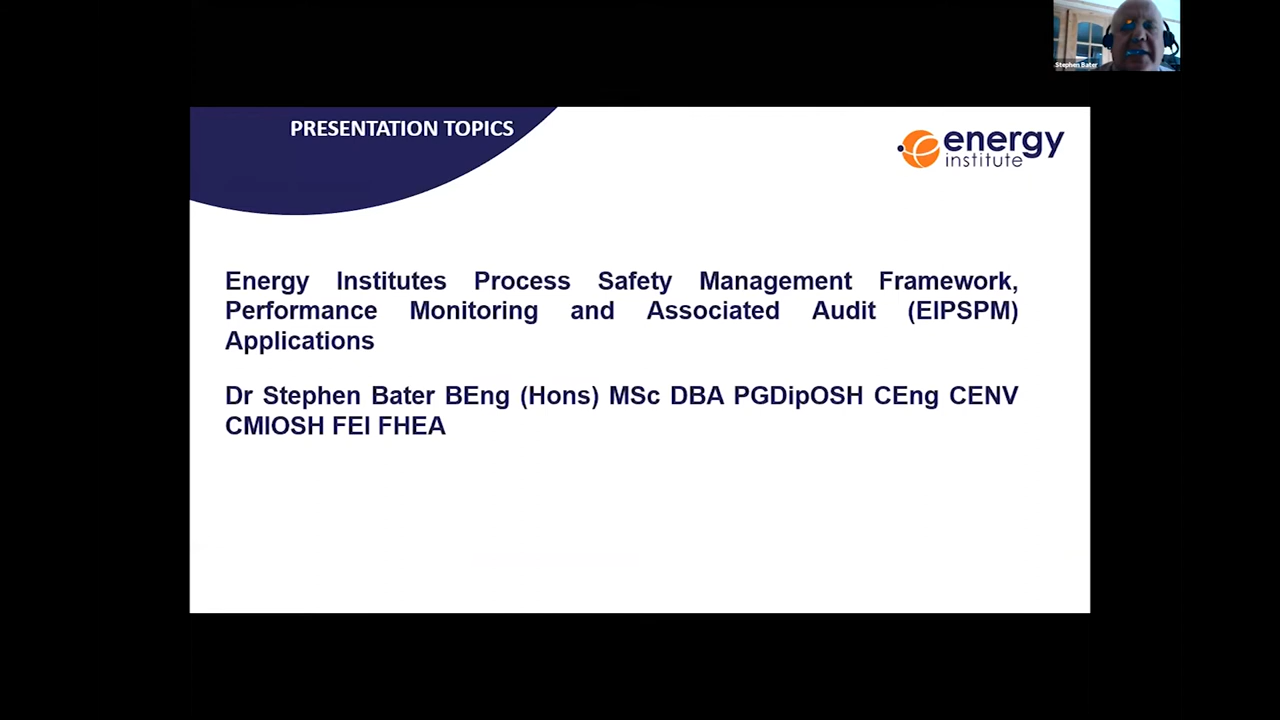 Stephen Bater
PRESENTATION TOPICS
energy
institute
Energy Institutes Process Safety Management Framework,
Performance Monitoring and Associated Audit (EIPSPM)
Applications
Dr Stephen Bater BEng (Hons) MSc DBA PGDipOSH CEng CENV
CMIOSH FEI FHEA